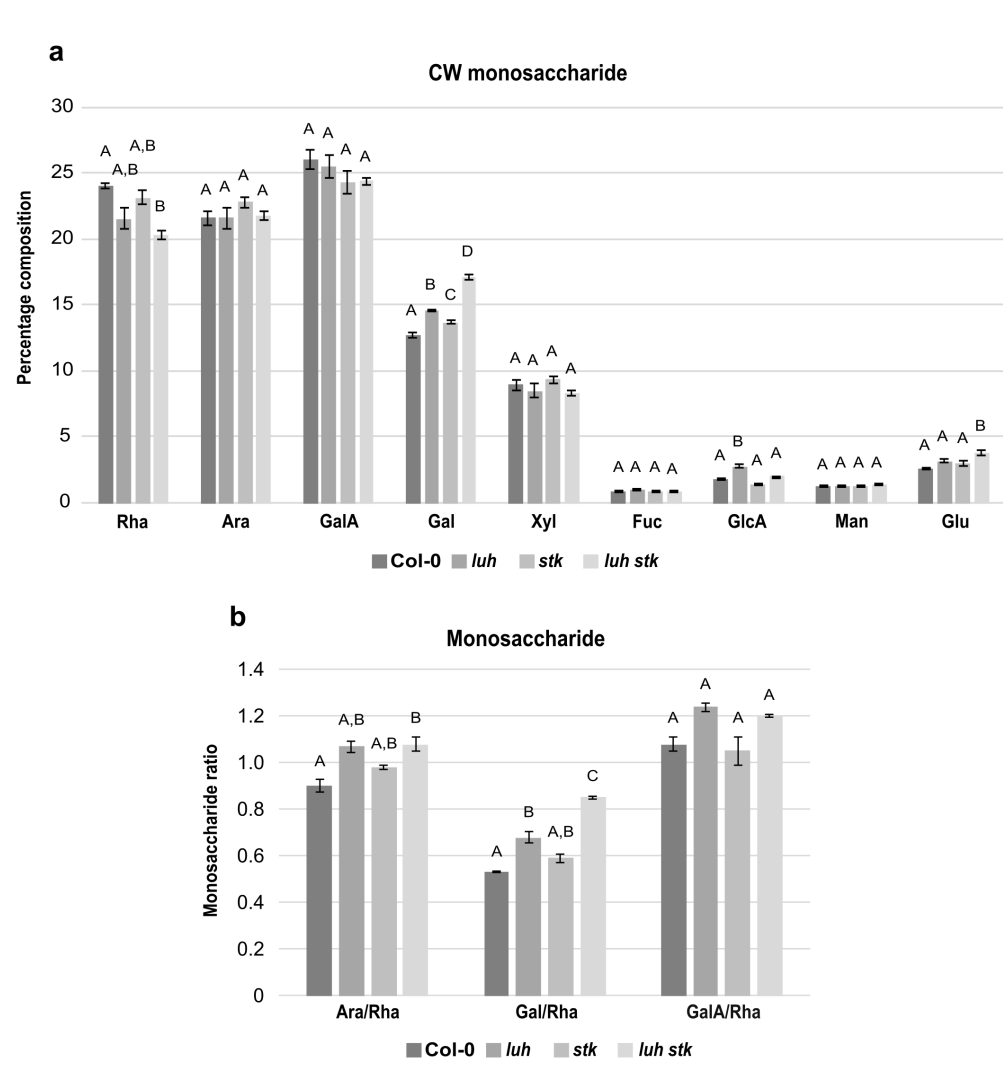 a
CW monosaccharide
Percentage composition
30
25
20
15
10
5
0
A A,B A,B B
A A A A
A A A A
A B C D
A A A A
A A A A
A B A A
A A A A
A A A B
Rha Ara GalA Gal Xyl Fuc GlcA Man Glu
Col-0 luh stk luh stk
b
Monosaccharide
Monosaccharide ratio
1.4
1.2
1.0
0.8
0.6
0.4
0.2
0
A A,B A,B B
A B A,B C
A A A A
Ara/Rha Gal/Rha GalA/Rha
Col-0 luh stk luh stk